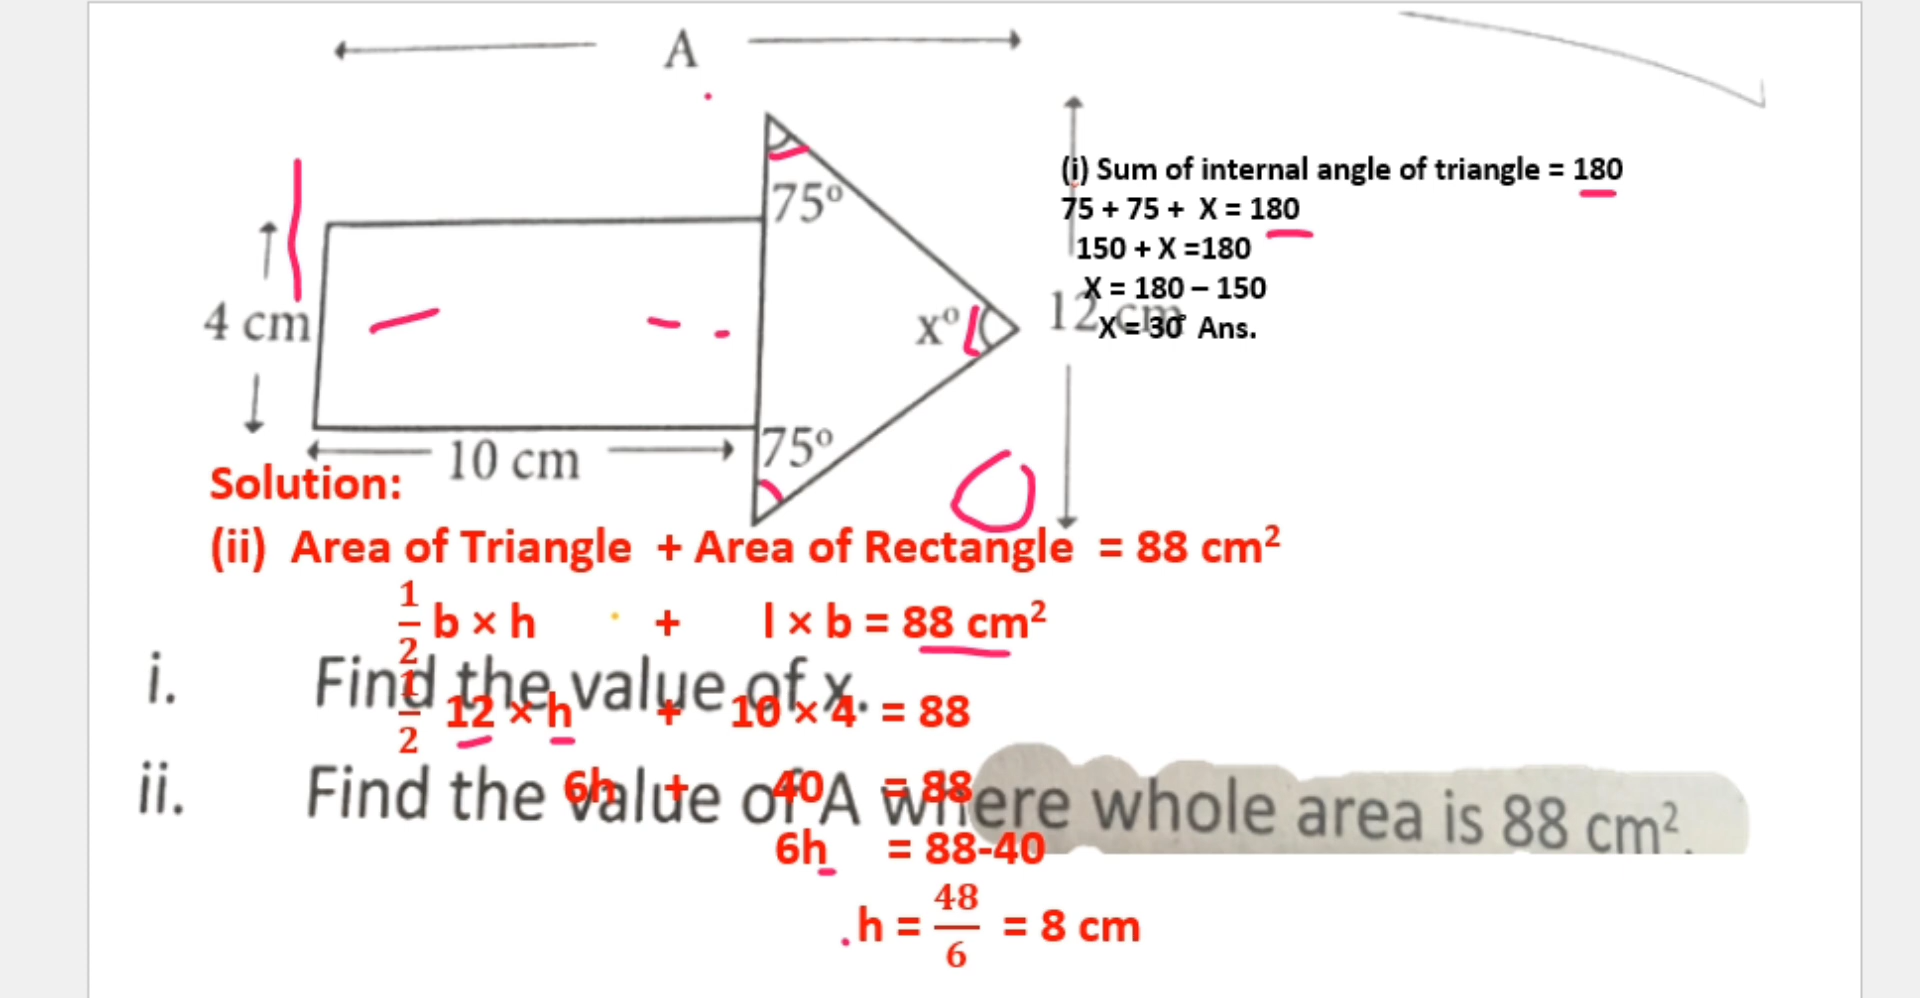 A
75°
(i) Sum of internal angle of triangle = 180
75 + 75 + X = 180
150 + X =180
X = 180 – 150
12 cm
X = 30° Ans.
4 cm
x°
75°
10 cm
Solution:
(ii) Area of Triangle + Area of Rectangle = 88 cm²
1/2 b × h + l × b = 88 cm²
i. Find the value of x.
1/2 12 × h + 10 × 4 = 88
ii. Find the value of A where whole area is 88 cm².
6h + 40 = 88
6h = 88-40
h = 48/6 = 8 cm